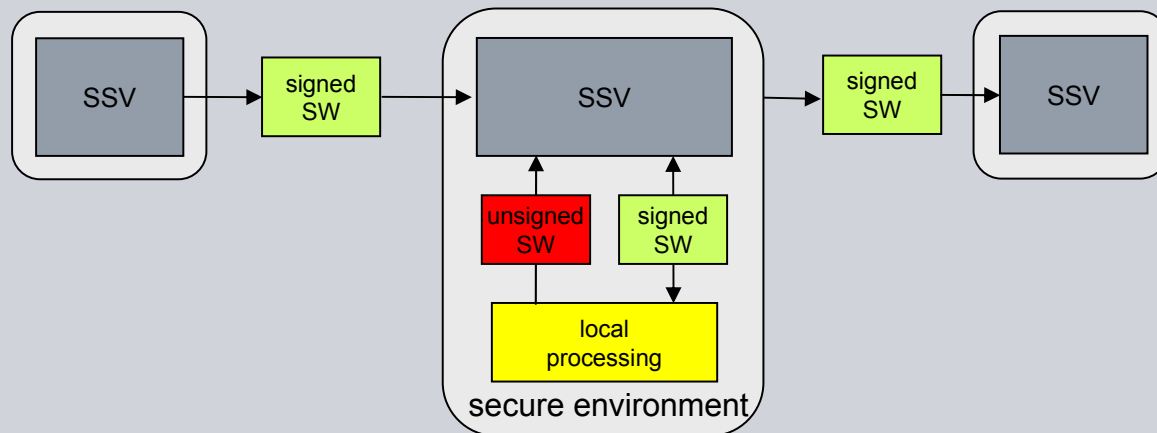 SSV
signed
SW
SSV
signed
SW
SSV
unsigned
SW
signed
SW
local
processing
secure environment